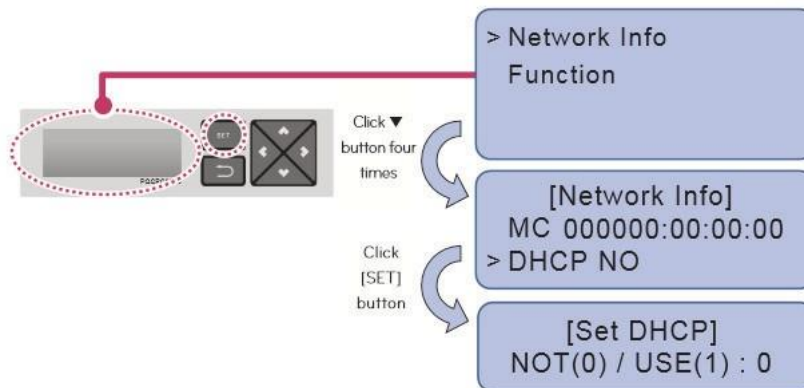 > Network Info
Function
SET
Click ▼
button four
times
[Network Info]
MC 000000:00:00:00
> DHCP NO
Click
[SET]
button
[Set DHCP]
NOT(0) / USE(1) : 0